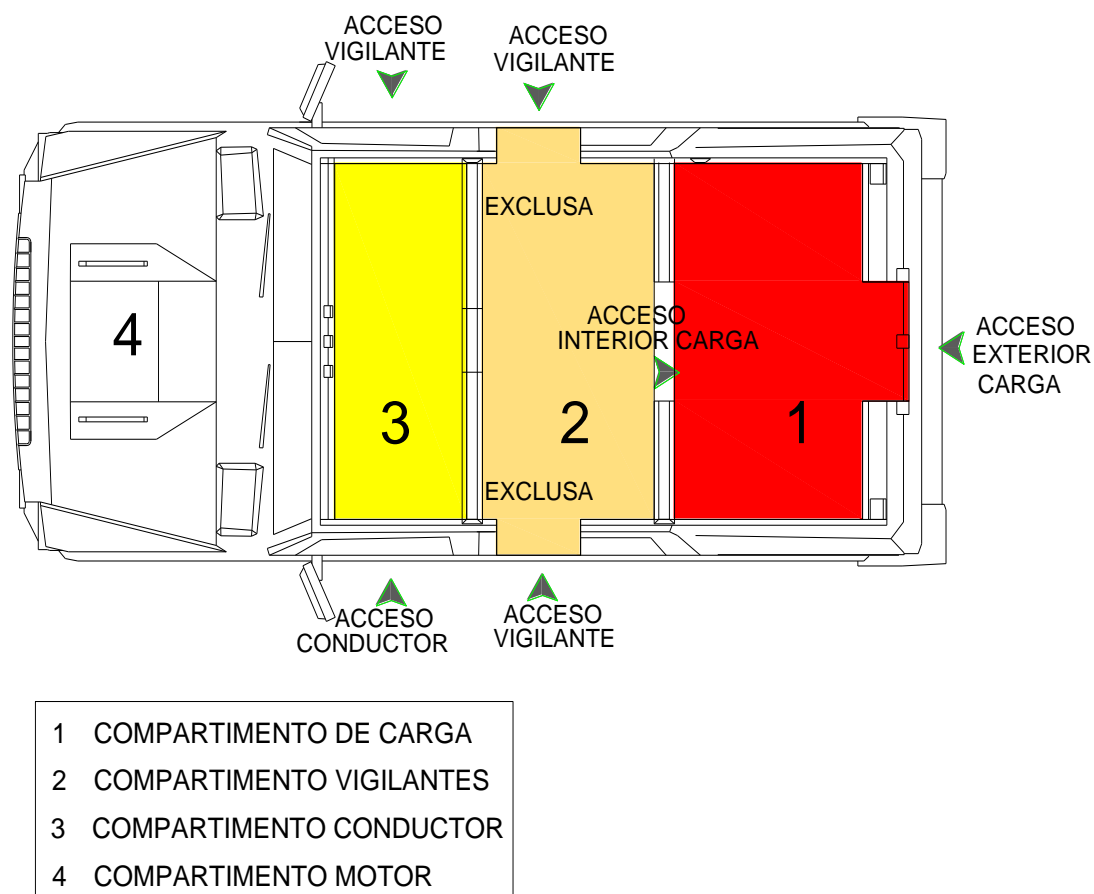 ACCESO
VIGILANTE
ACCESO
VIGILANTE
EXCLUSA
ACCESO
INTERIOR CARGA
ACCESO
EXTERIOR
CARGA
4
3
2
1
EXCLUSA
ACCESO
CONDUCTOR
ACCESO
VIGILANTE
1 COMPARTIMENTO DE CARGA
2 COMPARTIMENTO VIGILANTES
3 COMPARTIMENTO CONDUCTOR
4 COMPARTIMENTO MOTOR